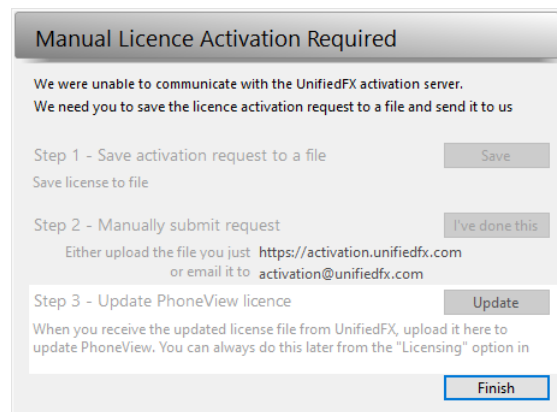 Manual Licence Activation Required
We were unable to communicate with the UnifiedFX activation server.
We need you to save the licence activation request to a file and send it to us
Step 1 - Save activation request to a file
Save
Save license to file
Step 2 - Manually submit request
I've done this
Either upload the file you just https://activation.unifiedfx.com
or email it to activation@unifiedfx.com
Step 3 - Update PhoneView licence
Update
When you receive the updated license file from UnifiedFX, upload it here to
update PhoneView. You can always do this later from the "Licensing" option in
Finish